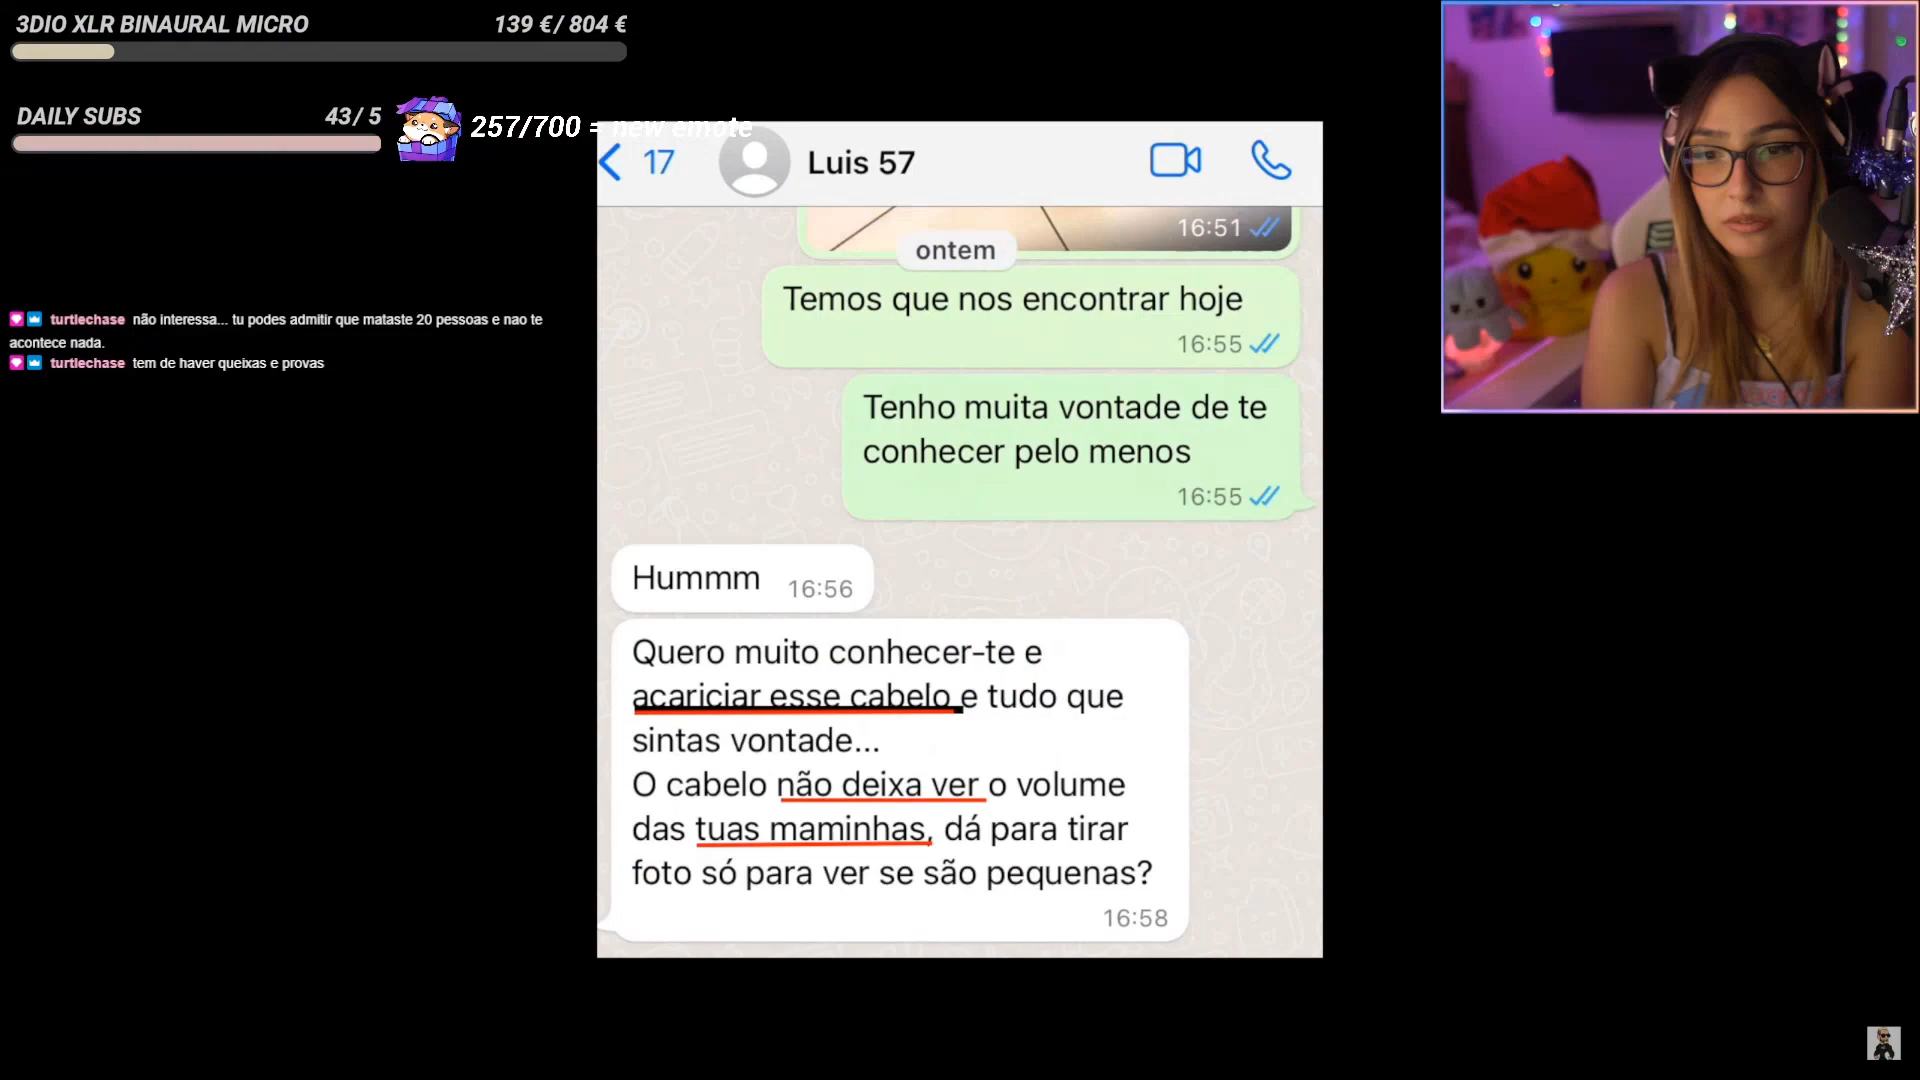 3DIO XLR BINAURAL MICRO 139 €/ 804 €
DAILY SUBS 43/ 5
257/700 = new emote
turtlechase não interessa... tu podes admitir que mataste 20 pessoas e nao te
acontece nada.
turtlechase tem de haver queixas e provas
17 Luis 57
16:51
ontem
Temos que nos encontrar hoje
16:55
Tenho muita vontade de te
conhecer pelo menos
16:55
Hummm 16:56
Quero muito conhecer-te e
acariciar esse cabelo e tudo que
sintas vontade...
O cabelo não deixa ver o volume
das tuas maminhas, dá para tirar
foto só para ver se são pequenas?
16:58